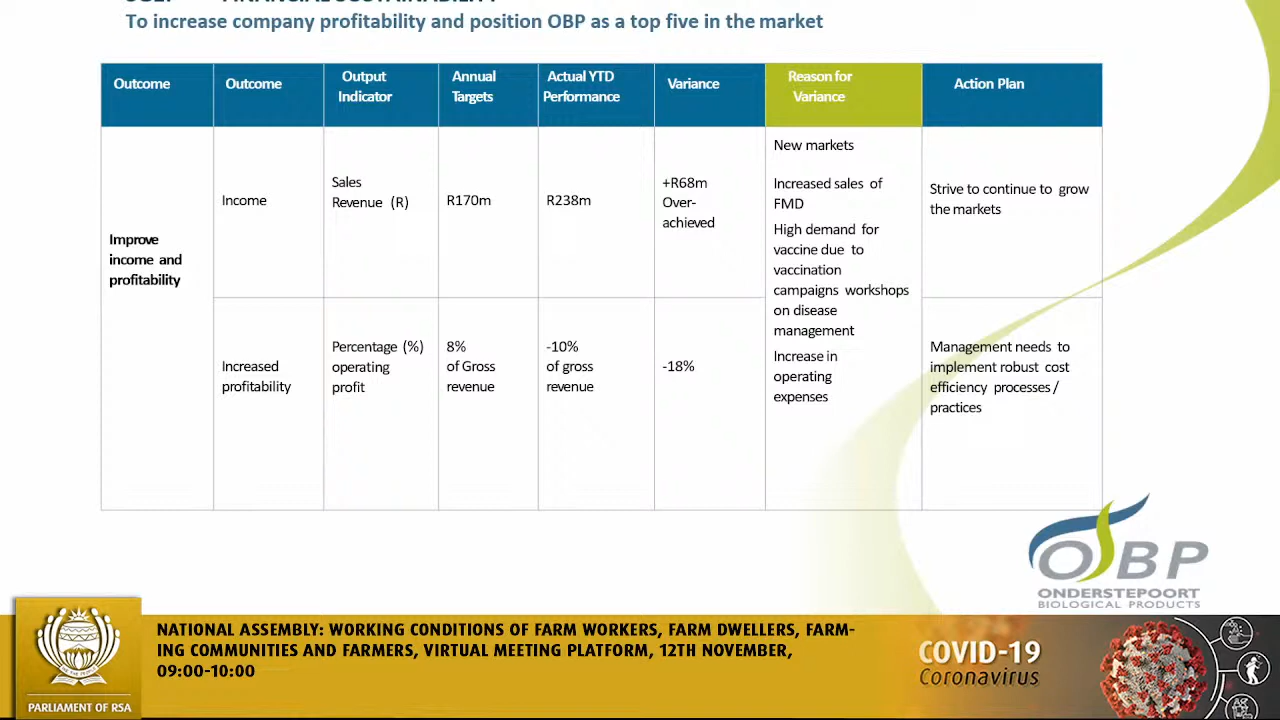 To increase company profitability and position OBP as a top five in the market
Outcome
Outcome
Output
Indicator
Annual
Targets
Actual YTD
Performance
Variance
Reason for
Variance
Action Plan
Improve
income and
profitability
Income
Sales
Revenue (R)
R170m
R238m
+R68m
Over-
achieved
New markets
Increased sales of
FMD
High demand for
vaccine due to
vaccination
campaigns workshops
on disease
management
Strive to continue to grow
the markets
Increased
profitability
Percentage (%)
operating
profit
8%
of Gross
revenue
-10%
of gross
revenue
-18%
Increase in
operating
expenses
Management needs to
implement robust cost
efficiency processes /
practices
OBP
ONDERSTEPOORT
BIOLOGICAL PRODUCTS
NATIONAL ASSEMBLY: WORKING CONDITIONS OF FARM WORKERS, FARM DWELLERS, FARM-
ING COMMUNITIES AND FARMERS, VIRTUAL MEETING PLATFORM, 12TH NOVEMBER,
09:00-10:00
PARLIAMENT OF RSA
COVID-19
Coronavirus